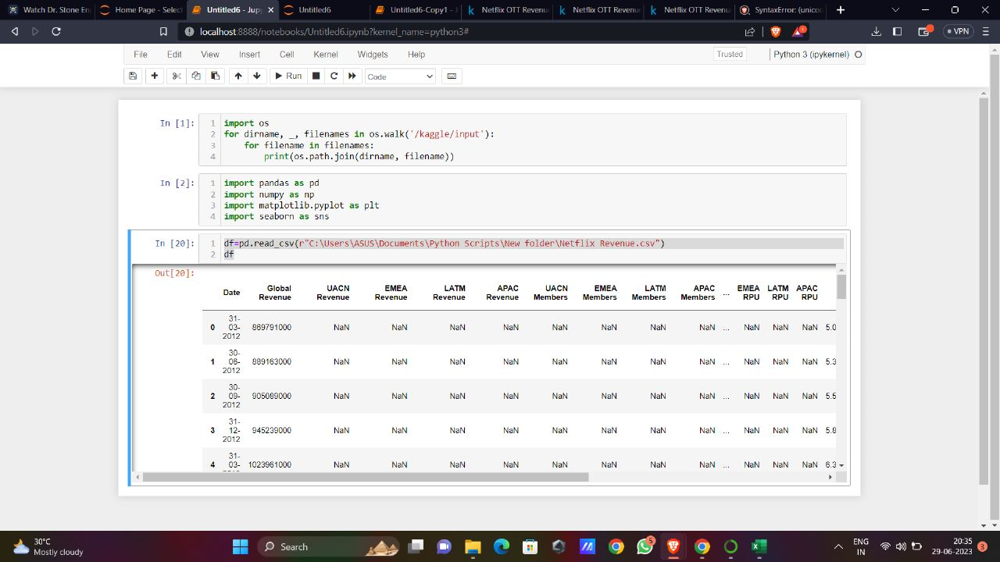 Watch Dr. Stone En
Home Page - Select
Untitled6 - Jup
Untitled6
Untitled6-Copy1 - J
Netflix OTT Revenu
Netflix OTT Revenu
Netflix OTT Revenu
SyntaxError: (unicod
localhost:8888/notebooks/Untitled6.ipynb?kernel_name=python3#
1
VPN
File Edit View Insert Cell Kernel Widgets Help
Trusted
Python 3 (ipykernel)
Run
Code
In [1]:
1 import os
2 for dirname, _, filenames in os.walk('/kaggle/input'):
3     for filename in filenames:
4         print(os.path.join(dirname, filename))
In [2]:
1 import pandas as pd
2 import numpy as np
3 import matplotlib.pyplot as plt
4 import seaborn as sns
In [20]:
1 df=pd.read_csv(r"C:\Users\ASUS\Documents\Python Scripts\New folder\Netflix Revenue.csv")
2 df
Out[20]:
Date Global Revenue UACN Revenue EMEA Revenue LATM Revenue APAC Revenue UACN Members EMEA Members LATM Members APAC Members ... EMEA RPU LATM RPU APAC RPU
0 31-03-2012 869791000 NaN NaN NaN NaN NaN NaN NaN NaN ... NaN NaN NaN 5.0
1 30-06-2012 889163000 NaN NaN NaN NaN NaN NaN NaN NaN ... NaN NaN NaN 5.3
2 30-09-2012 905089000 NaN NaN NaN NaN NaN NaN NaN NaN ... NaN NaN NaN 5.5
3 31-12-2012 945239000 NaN NaN NaN NaN NaN NaN NaN NaN ... NaN NaN NaN 5.8
4 31-03- 1023961000 NaN NaN NaN NaN NaN NaN NaN NaN ... NaN NaN NaN 6.3
30°C
Mostly cloudy
Search
5
ENG
IN
20:35
29-06-2023
3